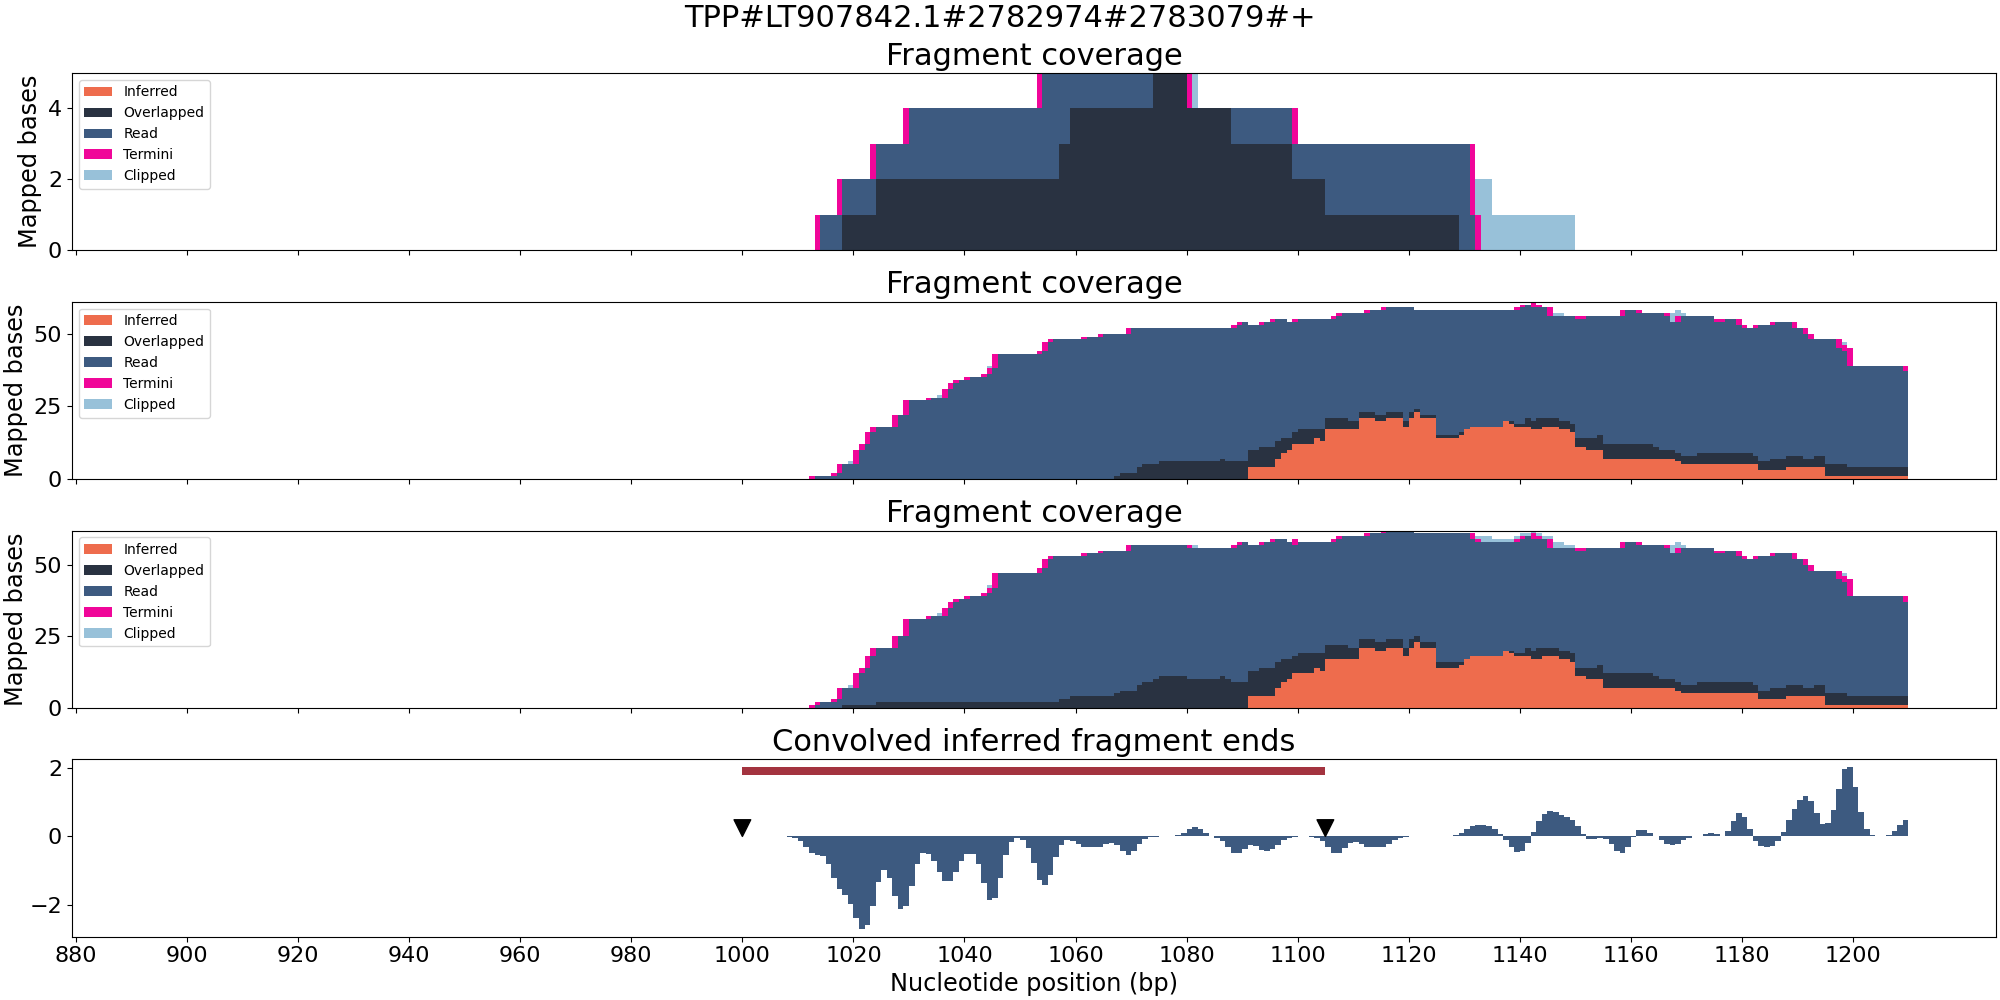 TPP#LT907842.1#2782974#2783079#+
Fragment coverage
Mapped bases
4
2
0
Inferred
Overlapped
Read
Termini
Clipped
Fragment coverage
Mapped bases
50
25
0
Inferred
Overlapped
Read
Termini
Clipped
Fragment coverage
Mapped bases
50
25
0
Inferred
Overlapped
Read
Termini
Clipped
Convolved inferred fragment ends
2
0
−2
880 900 920 940 960 980 1000 1020 1040 1060 1080 1100 1120 1140 1160 1180 1200
Nucleotide position (bp)